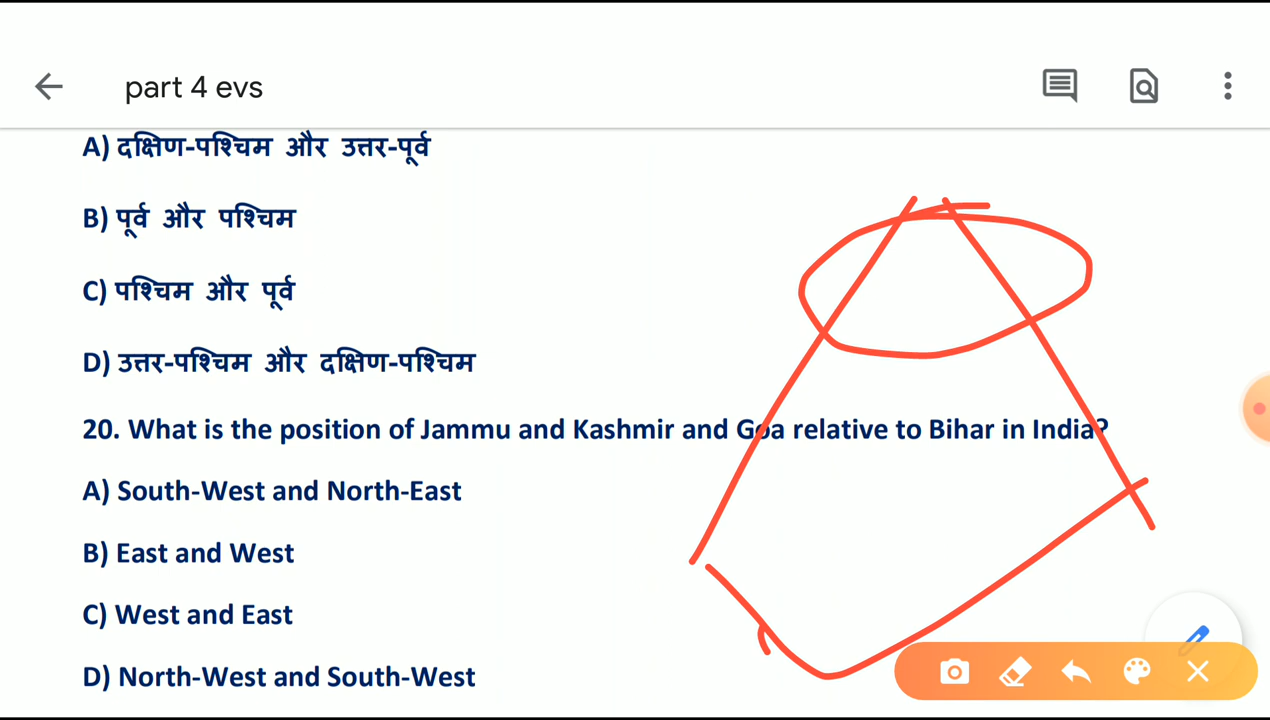 part 4 evs
A) दक्षिण-पश्चिम और उत्तर-पूर्व
B) पूर्व और पश्चिम
C) पश्चिम और पूर्व
D) उत्तर-पश्चिम और दक्षिण-पश्चिम
20. What is the position of Jammu and Kashmir and Goa relative to Bihar in India?
A) South-West and North-East
B) East and West
C) West and East
D) North-West and South-West